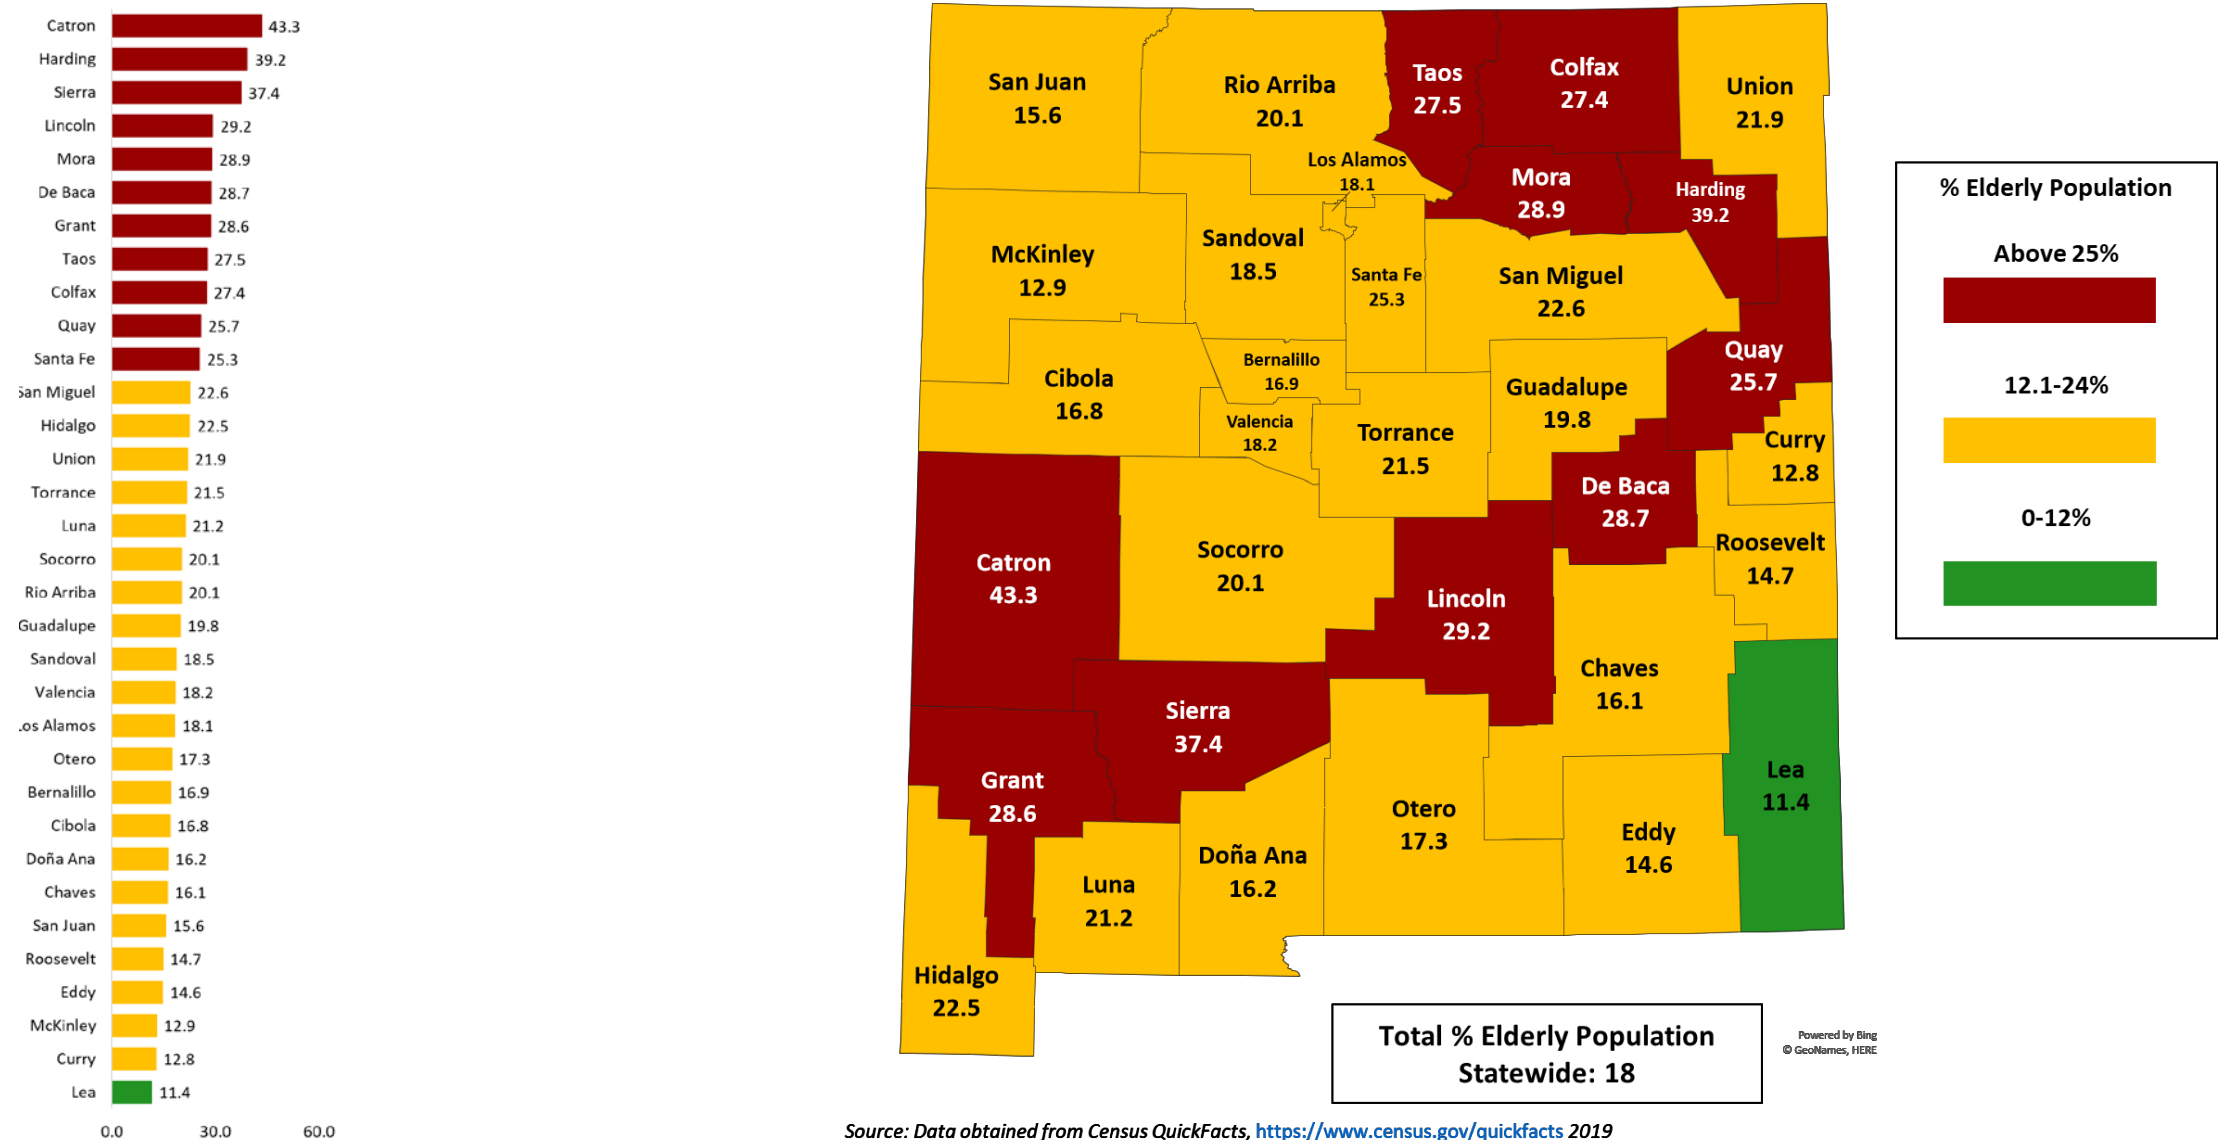 Catron 43.3
Harding 39.2
Sierra 37.4
Lincoln 29.2
Mora 28.9
De Baca 28.7
Grant 28.6
Taos 27.5
Colfax 27.4
Quay 25.7
Santa Fe 25.3
San Miguel 22.6
Hidalgo 22.5
Union 21.9
Torrance 21.5
Luna 21.2
Socorro 20.1
Rio Arriba 20.1
Guadalupe 19.8
Sandoval 18.5
Valencia 18.2
Los Alamos 18.1
Otero 17.3
Bernalillo 16.9
Cibola 16.8
Doña Ana 16.2
Chaves 16.1
San Juan 15.6
Roosevelt 14.7
Eddy 14.6
McKinley 12.9
Curry 12.8
Lea 11.4
0.0 30.0 60.0
San Juan
15.6
Rio Arriba
20.1
Taos
27.5
Colfax
27.4
Union
21.9
Los Alamos
18.1
Mora
28.9
Harding
39.2
McKinley
12.9
Sandoval
18.5
Santa Fe
25.3
San Miguel
22.6
Quay
25.7
Cibola
16.8
Bernalillo
16.9
Valencia
18.2
Torrance
21.5
Guadalupe
19.8
Curry
12.8
De Baca
28.7
Roosevelt
14.7
Catron
43.3
Socorro
20.1
Lincoln
29.2
Chaves
16.1
Sierra
37.4
Grant
28.6
Lea
11.4
Otero
17.3
Eddy
14.6
Doña Ana
16.2
Luna
21.2
Hidalgo
22.5
% Elderly Population
Above 25%
12.1-24%
0-12%
Total % Elderly Population
Statewide: 18
Powered by Bing
© GeoNames, HERE
Source: Data obtained from Census QuickFacts, https://www.census.gov/quickfacts 2019